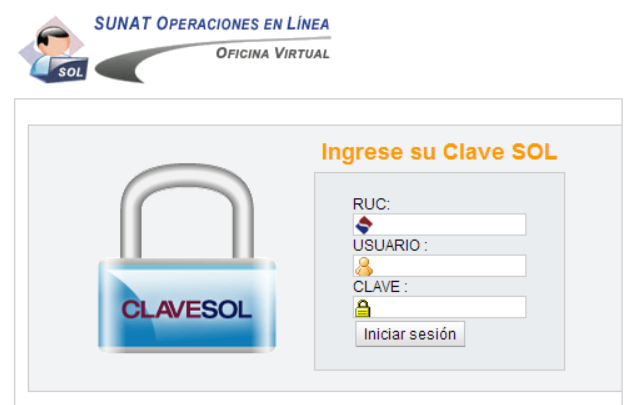 SUNAT OPERACIONES EN LÍNEA
OFICINA VIRTUAL
SOL
Ingrese su Clave SOL
RUC:
USUARIO :
CLAVE :
Iniciar sesión
CLAVESOL